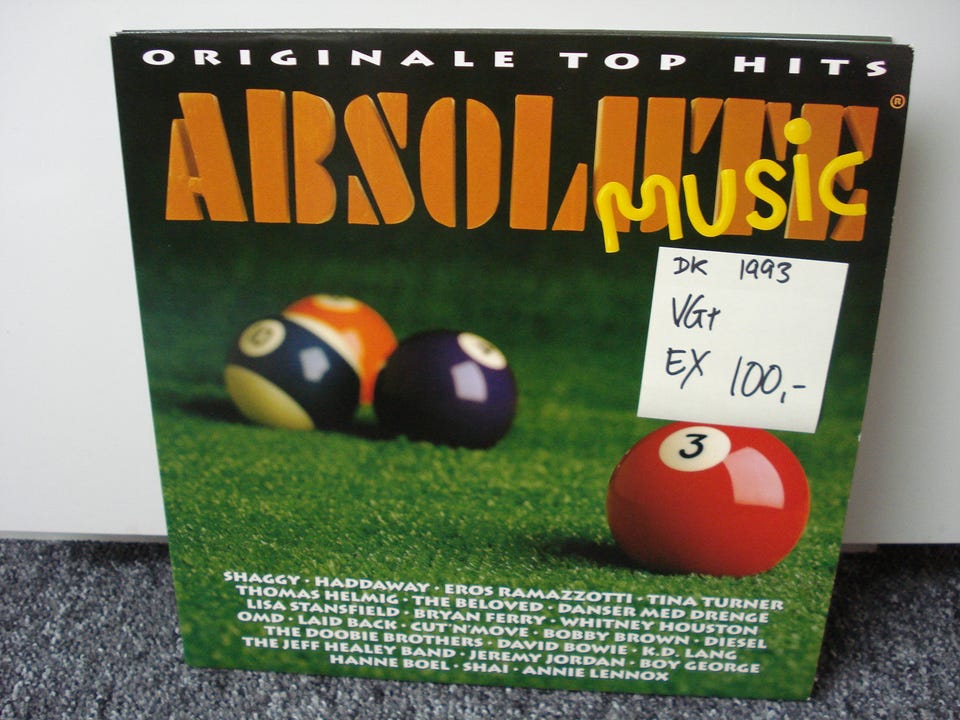 ORIGINALE TOP HITS
ABSOLUTE ®
MUSIC
DK 1993
VG+
EX 100,-
3
SHAGGY · HADDAWAY · EROS RAMAZZOTTI · TINA TURNER
THOMAS HELMIG · THE BELOVED · DANSER MED DRENGE
LISA STANSFIELD · BRYAN FERRY · WHITNEY HOUSTON
OMD · LAID BACK · CUT'N'MOVE · BOBBY BROWN · DIESEL
THE DOOBIE BROTHERS · DAVID BOWIE · K.D. LANG
THE JEFF HEALEY BAND · JEREMY JORDAN · BOY GEORGE
HANNE BOEL · SHAI · ANNIE LENNOX